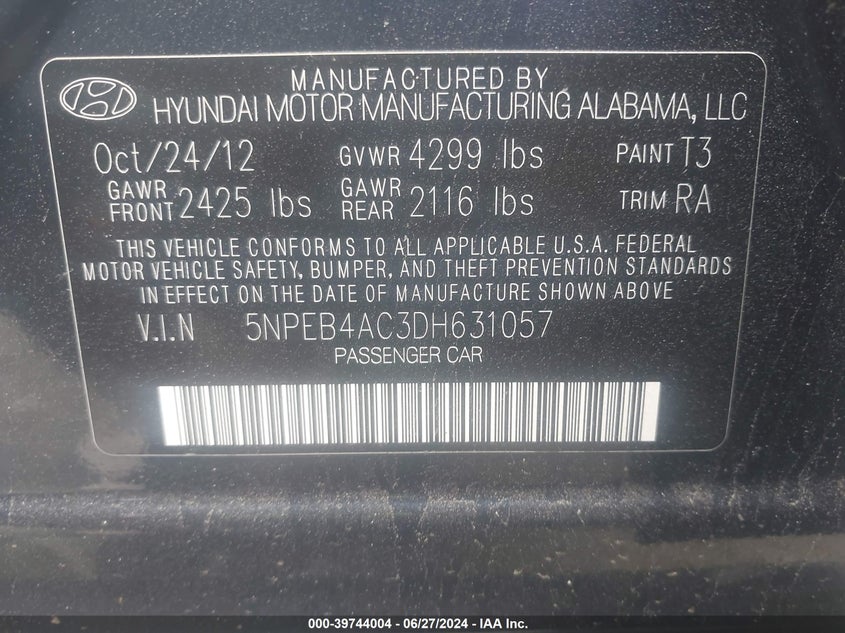 MANUFACTURED BY
HYUNDAI MOTOR MANUFACTURING ALABAMA, LLC
Oct/24/12 GVWR 4299 lbs PAINT T3
GAWR FRONT 2425 lbs GAWR REAR 2116 lbs TRIM RA
THIS VEHICLE CONFORMS TO ALL APPLICABLE U.S.A. FEDERAL
MOTOR VEHICLE SAFETY, BUMPER, AND THEFT PREVENTION STANDARDS
IN EFFECT ON THE DATE OF MANUFACTURE SHOWN ABOVE
V.I.N 5NPEB4AC3DH631057
PASSENGER CAR
000-39744004 - 06/27/2024 - IAA Inc.